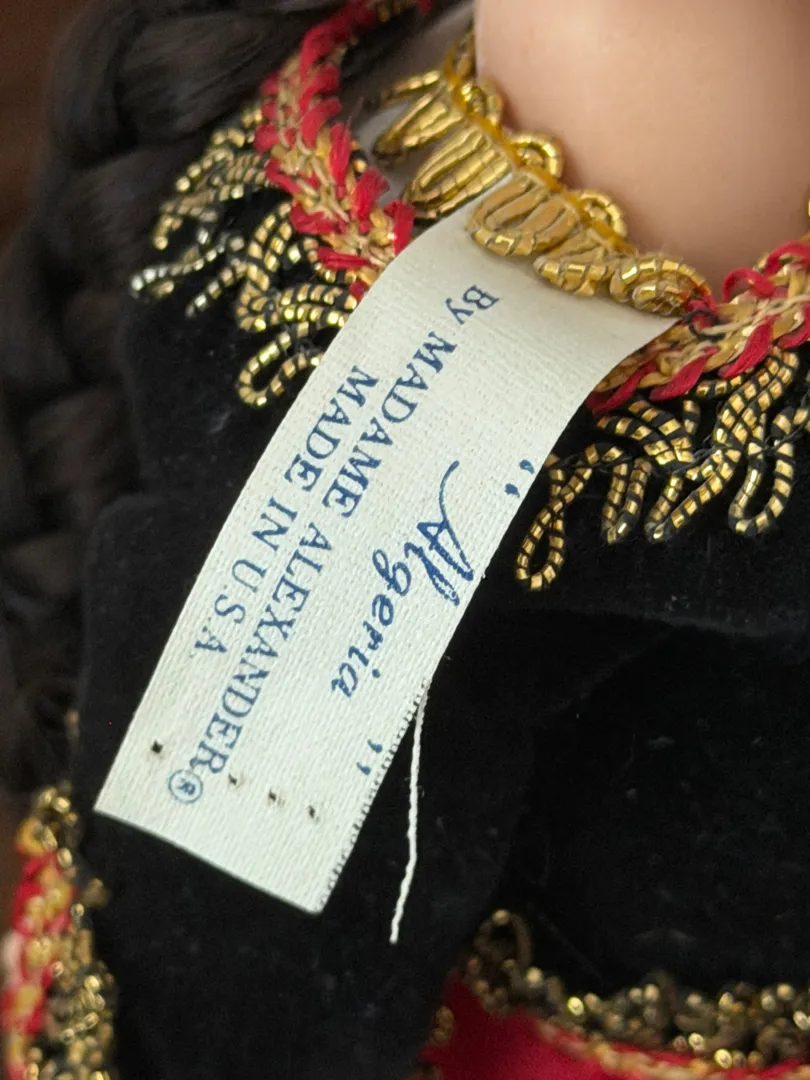 " Algeria "
By MADAME ALEXANDER®
MADE IN U.S.A